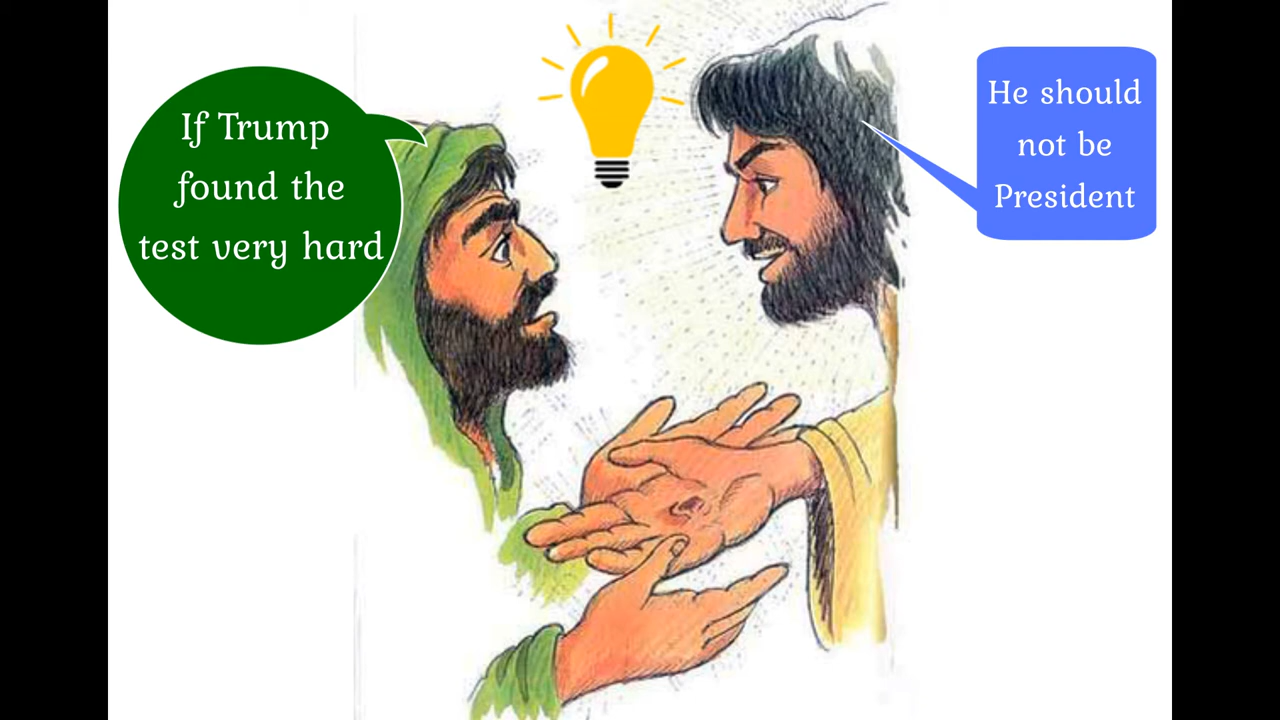 If Trump
found the
test very hard
He should
not be
President